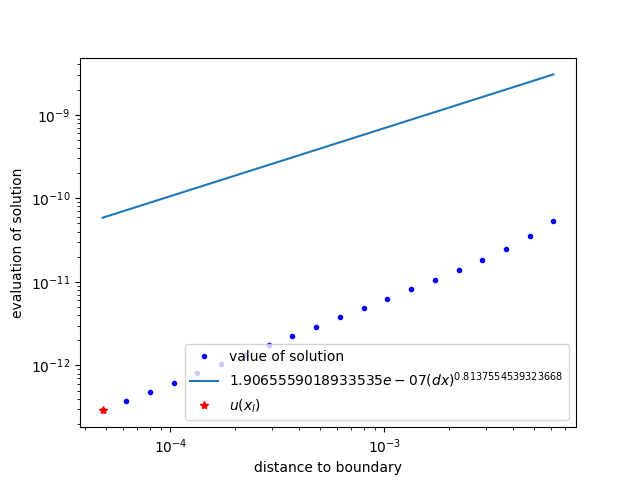 10^{-9}
10^{-10}
10^{-11}
10^{-12}
evaluation of solution
value of solution
1.9065559018933535e − 07(dx)^{0.8137554539323668}
u(x_l)
10^{-4}
10^{-3}
distance to boundary